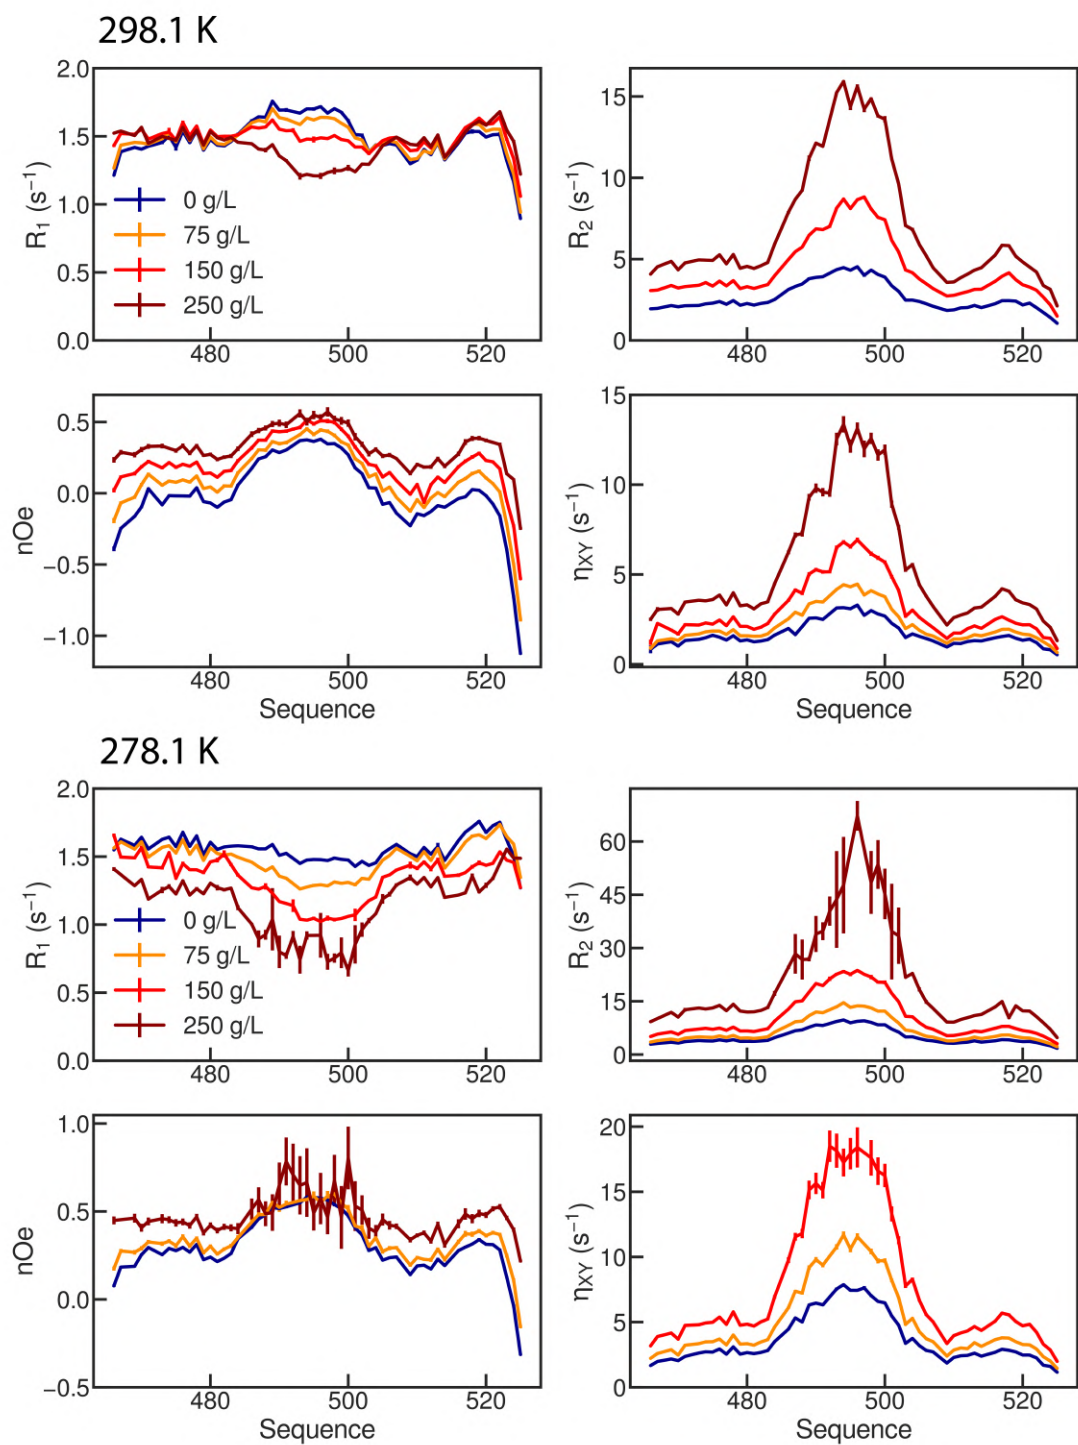 298.1 K
R1 (s−1)
2.0
1.5
1.0
0.5
0.0
0 g/L
75 g/L
150 g/L
250 g/L
480 500 520
R2 (s−1)
15
10
5
0
480 500 520
nOe
0.5
0.0
−0.5
−1.0
480 500 520
Sequence
ηXY (s−1)
15
10
5
0
480 500 520
Sequence
278.1 K
R1 (s−1)
2.0
1.5
1.0
0.5
0.0
0 g/L
75 g/L
150 g/L
250 g/L
480 500 520
R2 (s−1)
60
45
30
15
0
480 500 520
nOe
1.0
0.5
0.0
−0.5
480 500 520
Sequence
ηXY (s−1)
20
15
10
5
0
480 500 520
Sequence